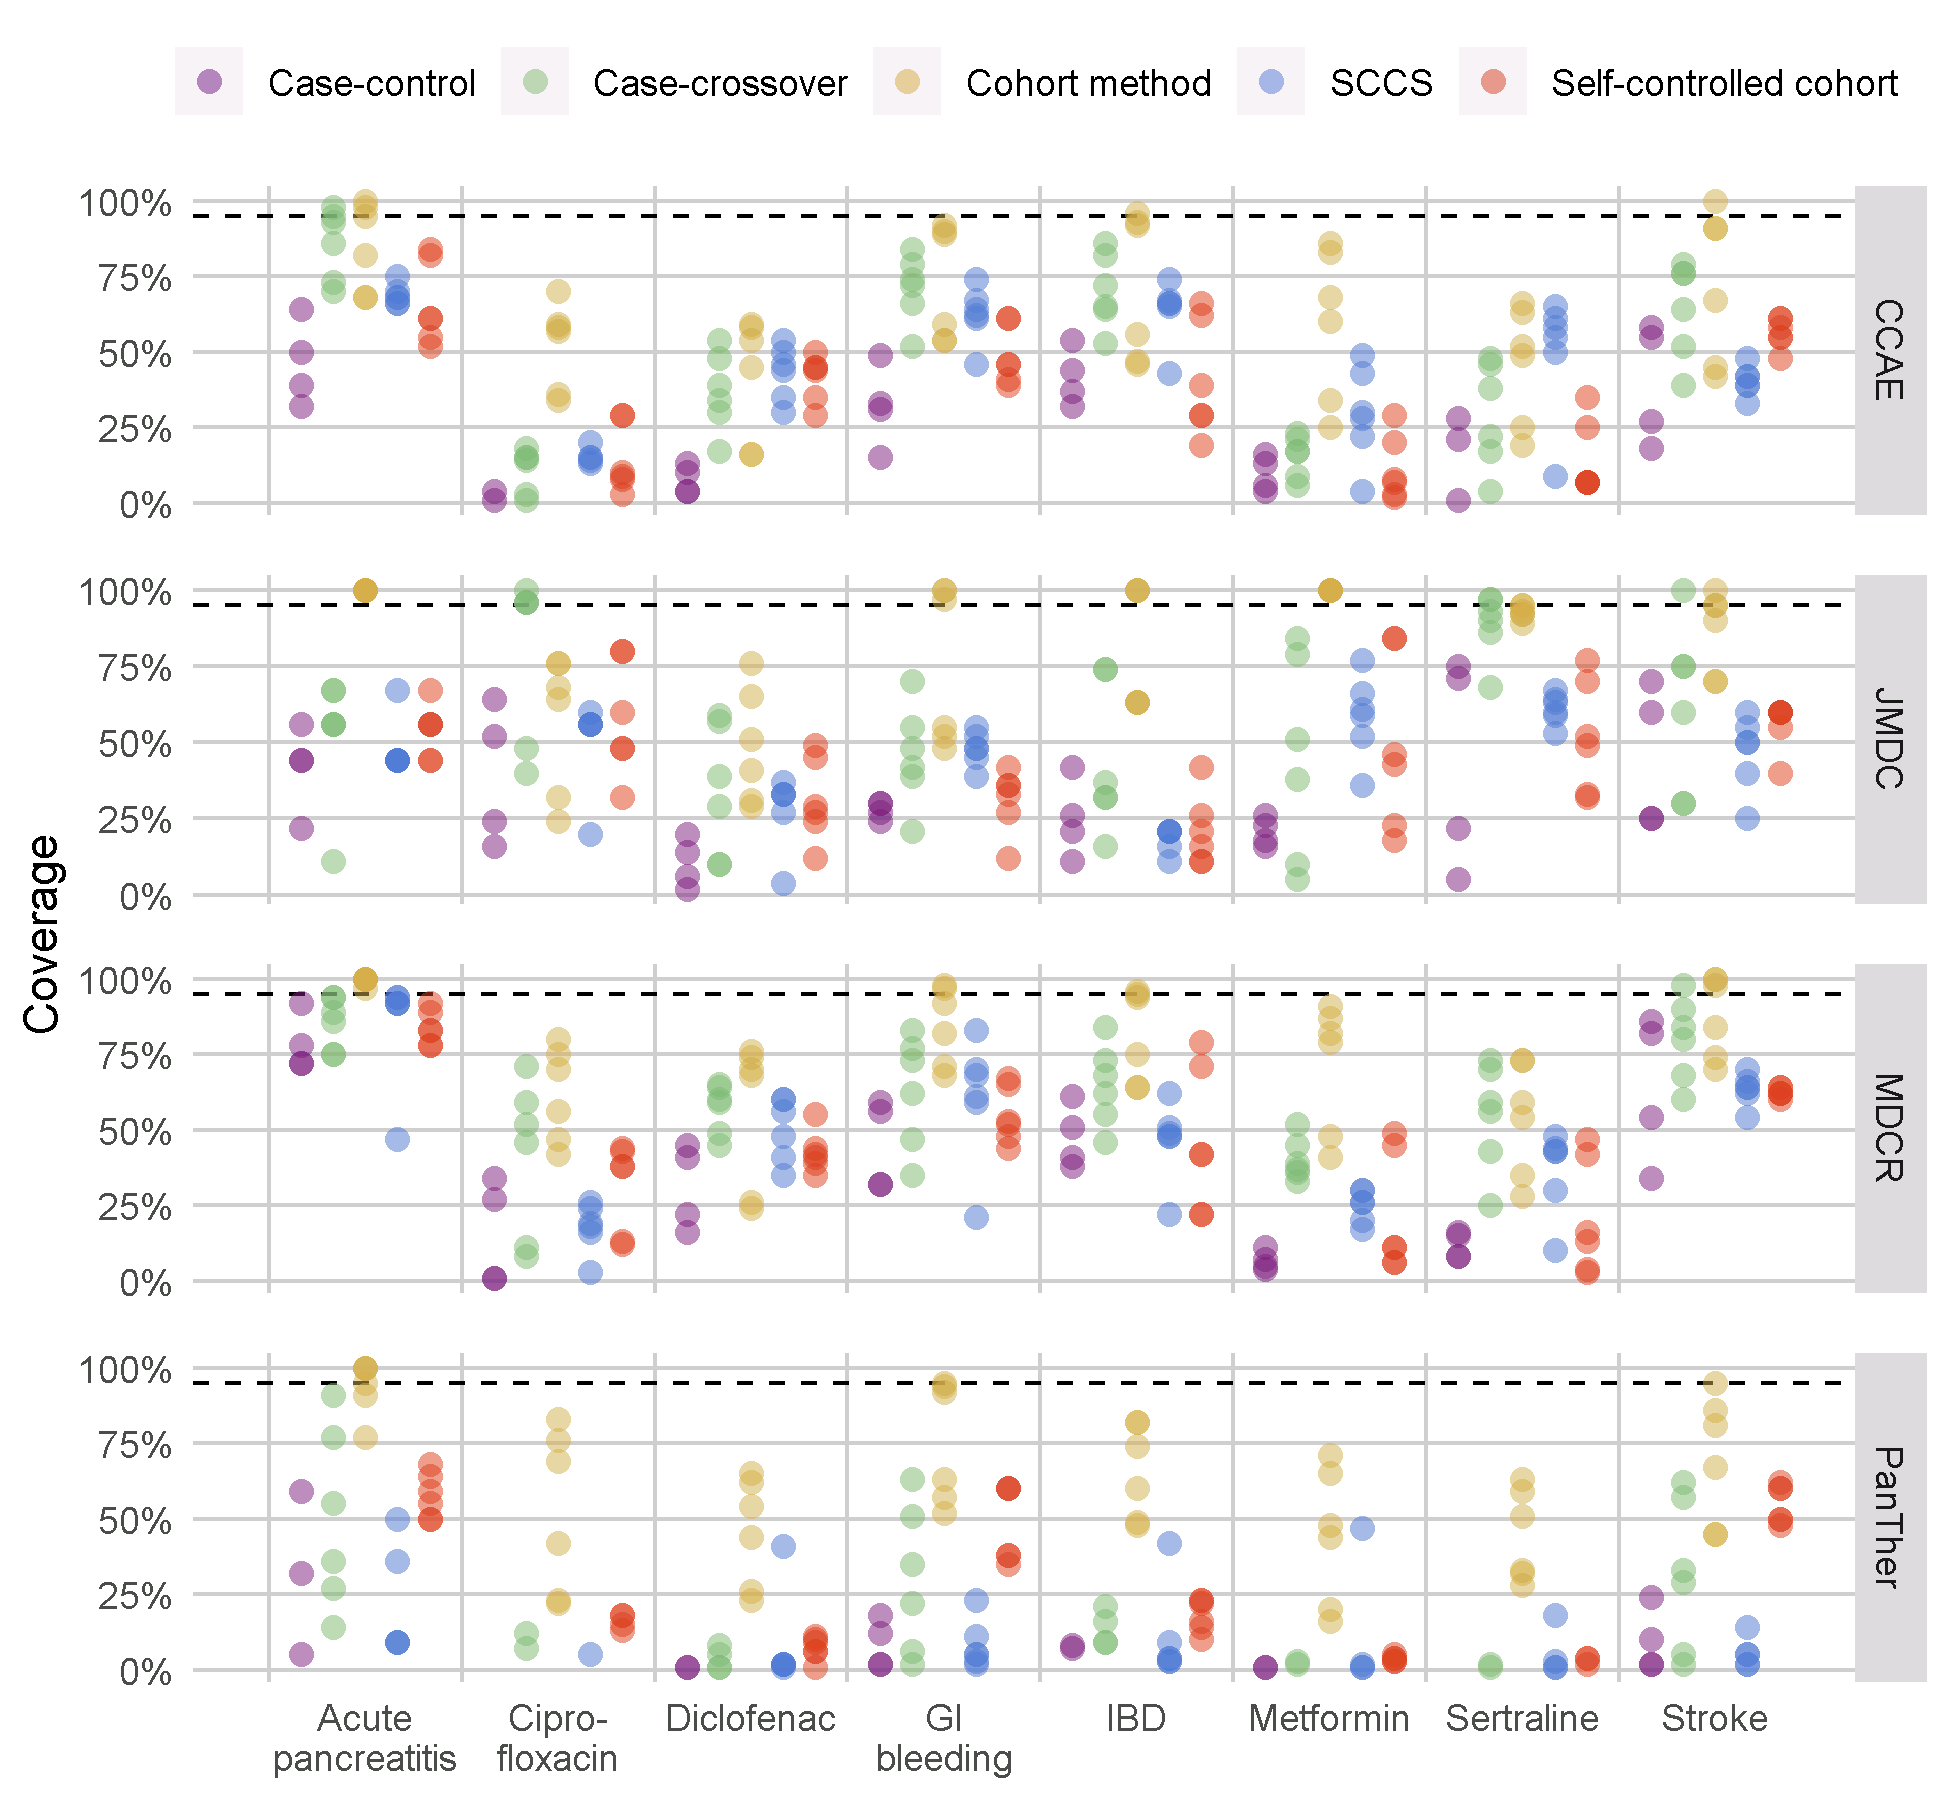 Case-control Case-crossover Cohort method SCCS Self-controlled cohort
Coverage
100%
75%
50%
25%
0%
CCAE
100%
75%
50%
25%
0%
JMDC
100%
75%
50%
25%
0%
MDCR
100%
75%
50%
25%
0%
PanTher
Acute
pancreatitis
Cipro-
floxacin
Diclofenac
GI
bleeding
IBD
Metformin
Sertraline
Stroke